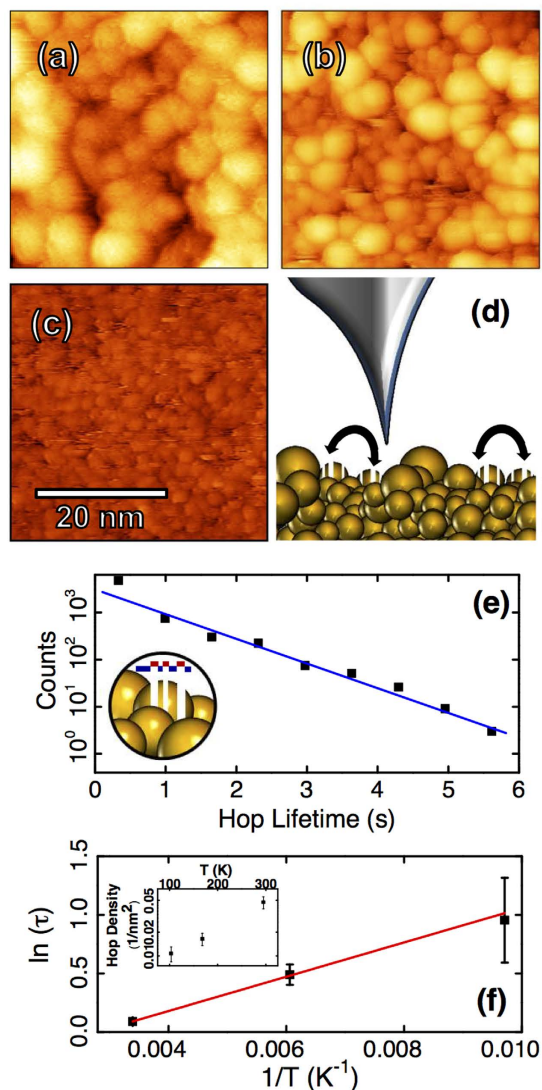 (a)
(b)
(c)
20 nm
(d)
(e)
Counts
10³
10²
10¹
10⁰
0 1 2 3 4 5 6
Hop Lifetime (s)
(f)
ln (τ)
1.5
1.0
0.5
0.0
T (K)
100 200 300
Hop Density
(1/nm²)
0.05
0.02
0.010
0.004 0.006 0.008 0.010
1/T (K⁻¹)